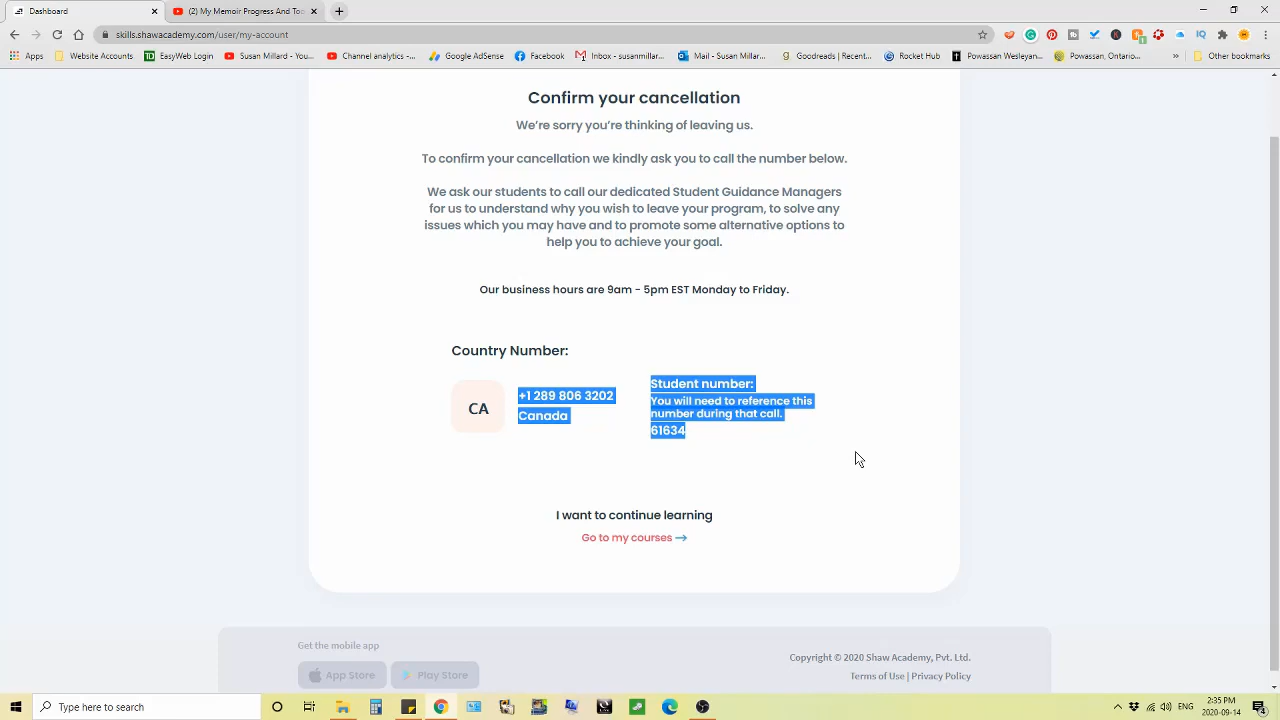 Dashboard
(2) My Memoir Progres And Too
skills.shawacademy.com/user/my-account
Apps
Website Accounts
TD
EasyWeb Login
Susan Millard - You...
Channel analytics -...
Google AdSense
Facebook
Inbox - susanmillar...
Mail - Susan Millar...
Goodreads | Recent...
Rocket Hub
Powassan Wesleyan...
Powassan, Ontario...
»
Other bookmarks
Confirm your cancellation
We're sorry you're thinking of leaving us.
To confirm your cancellation we kindly ask you to call the number below.
We ask our students to call our dedicated Student Guidance Managers
for us to understand why you wish to leave your program, to solve any
issues which you may have and to promote some alternative options to
help you to achieve your goal.
Our business hours are 9am - 5pm EST Monday to Friday.
Country Number:
CA
+1 289 806 3202
Canada
Student number:
You will need to reference this
number during that call.
61634
I want to continue learning
Go to my courses →
Get the mobile app
App Store
Play Store
Copyright © 2020 Shaw Academy, Pvt. Ltd.
Terms of Use | Privacy Policy
Type here to search
ENG
2:35 PM
2020-09-14